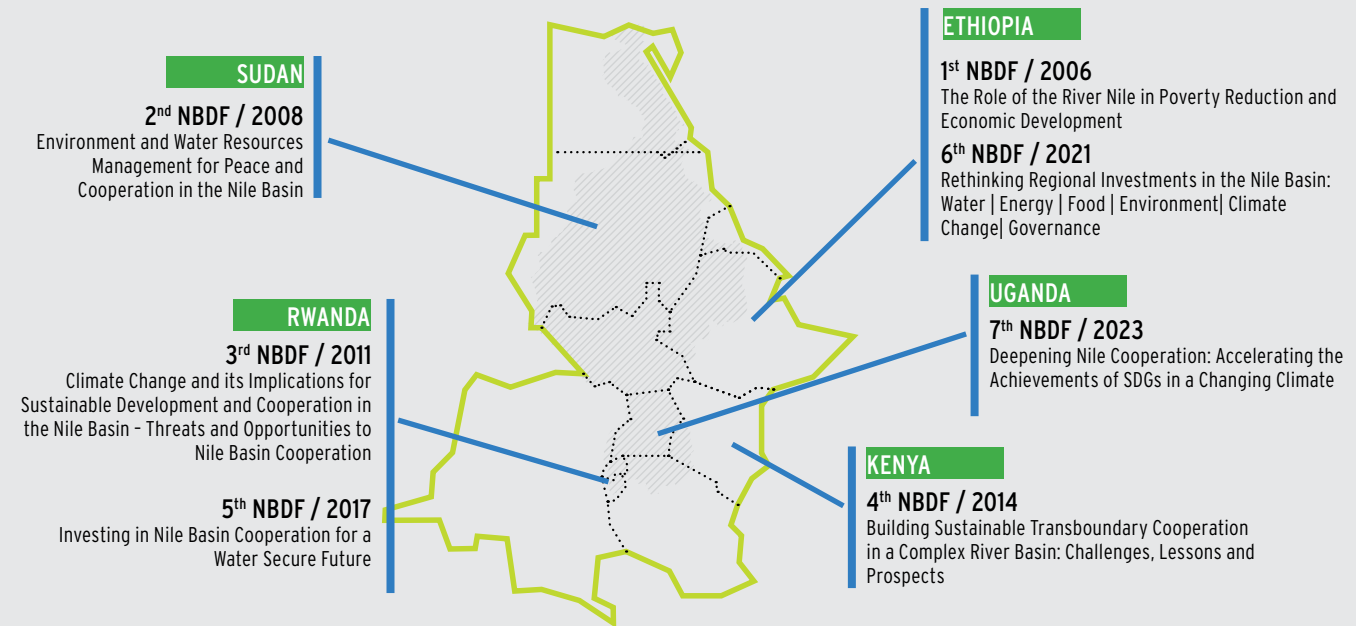 SUDAN
2nd NBDF / 2008
Environment and Water Resources
Management for Peace and
Cooperation in the Nile Basin
RWANDA
3rd NBDF / 2011
Climate Change and its Implications for
Sustainable Development and Cooperation in
the Nile Basin - Threats and Opportunities to
Nile Basin Cooperation
5th NBDF / 2017
Investing in Nile Basin Cooperation for a
Water Secure Future
ETHIOPIA
1st NBDF / 2006
The Role of the River Nile in Poverty Reduction and
Economic Development
6th NBDF / 2021
Rethinking Regional Investments in the Nile Basin:
Water | Energy | Food | Environment| Climate
Change| Governance
UGANDA
7th NBDF / 2023
Deepening Nile Cooperation: Accelerating the
Achievements of SDGs in a Changing Climate
KENYA
4th NBDF / 2014
Building Sustainable Transboundary Cooperation
in a Complex River Basin: Challenges, Lessons and
Prospects